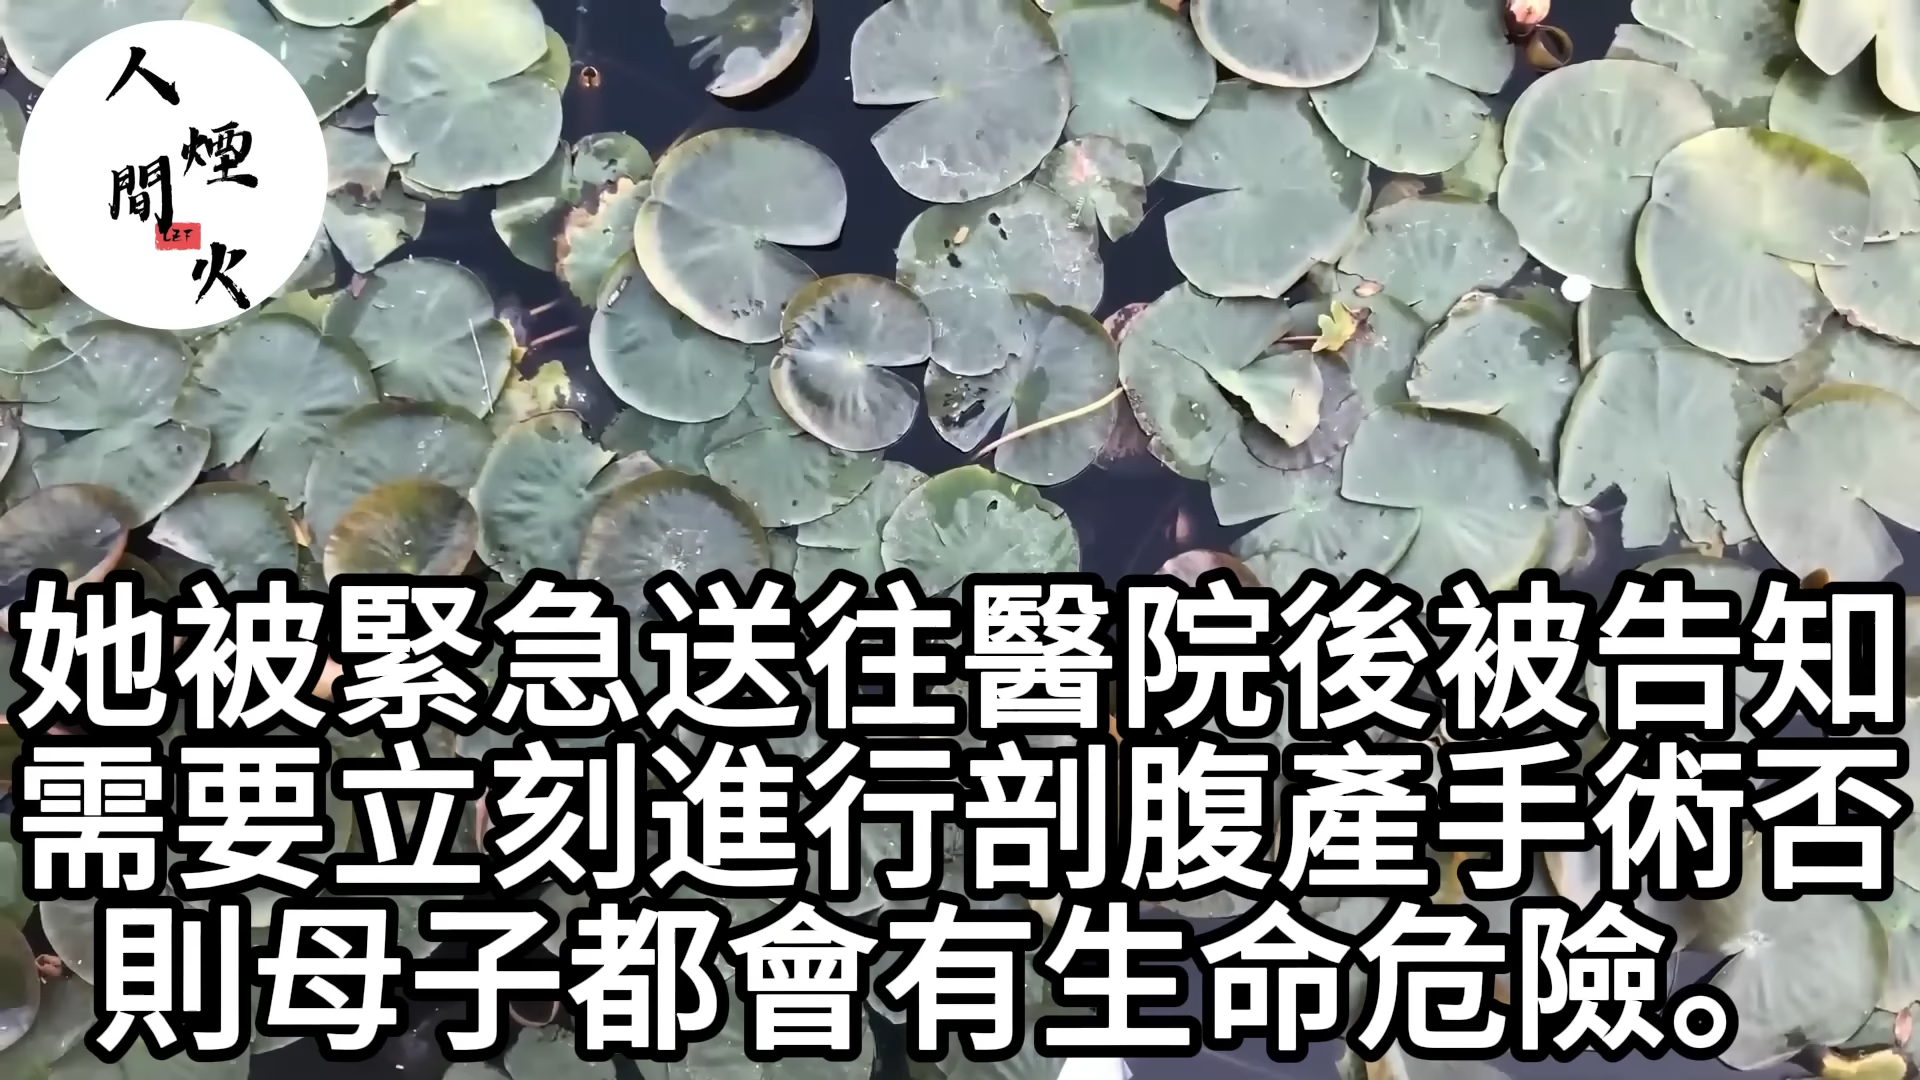 人間煙火
LZF
她被緊急送往醫院後被告知
需要立刻進行剖腹產手術否
則母子都會有生命危險。